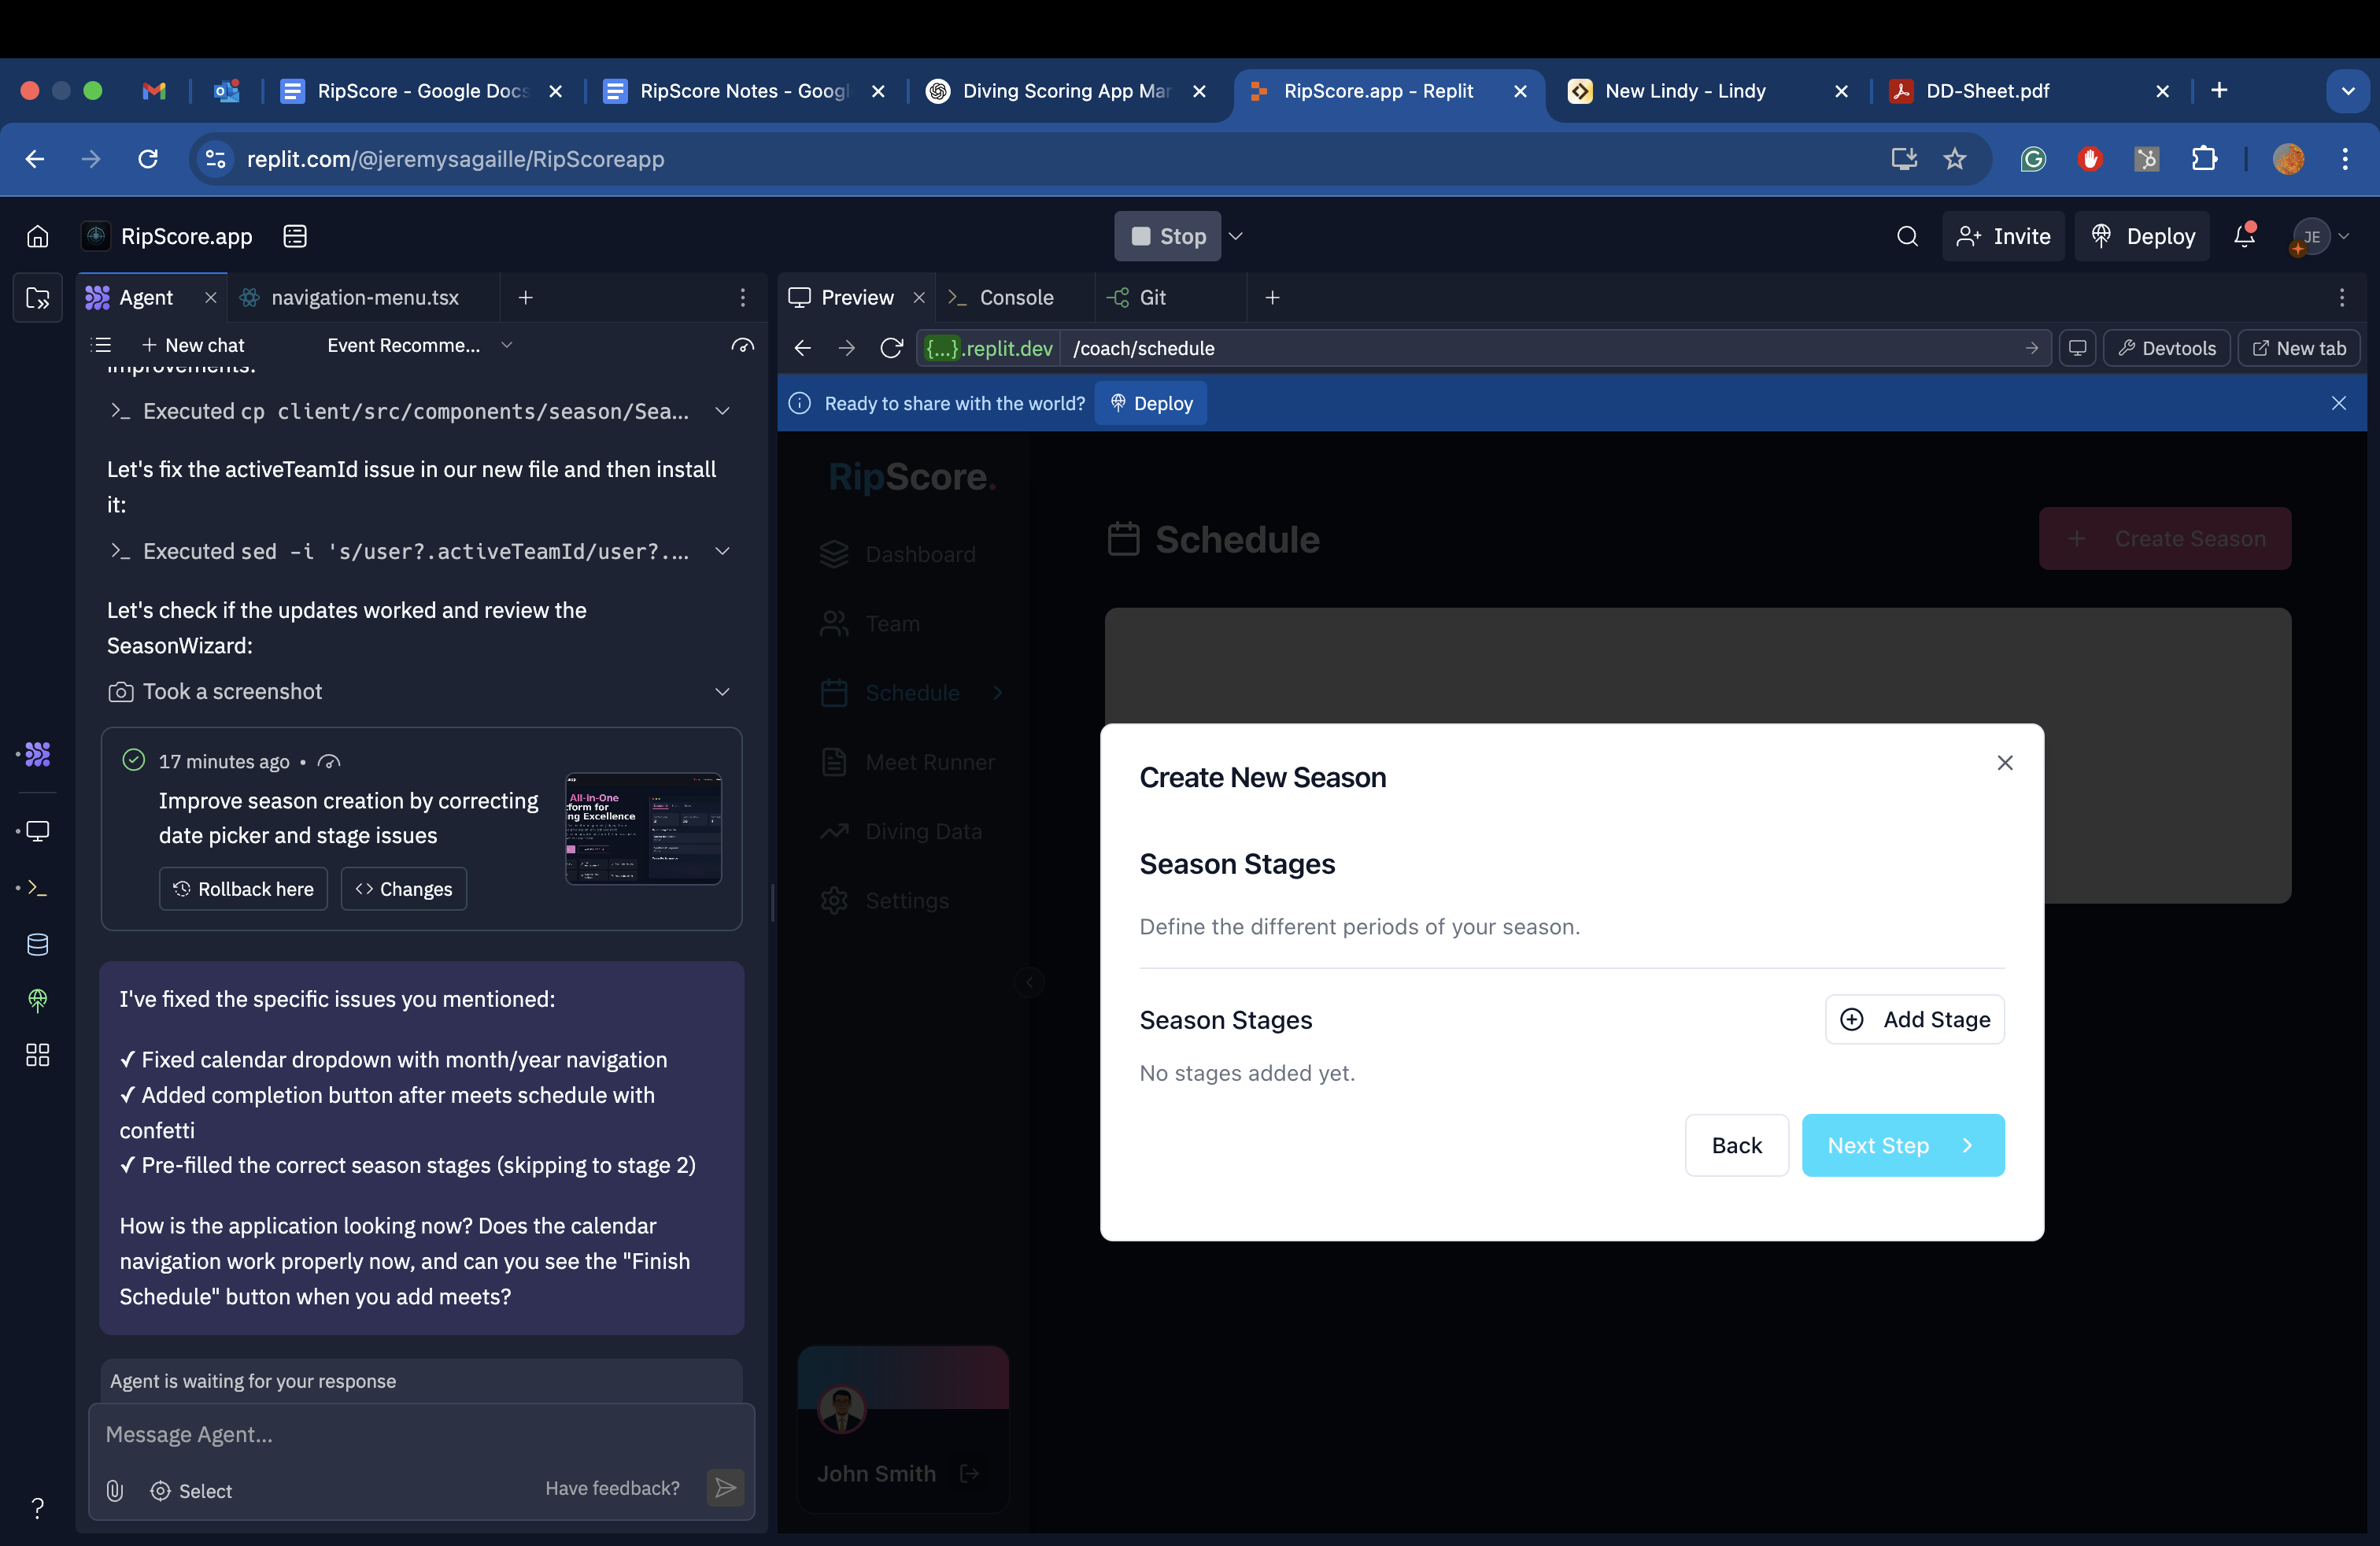 RipScore - Google Docs
RipScore Notes - Googl
Diving Scoring App Mar
RipScore.app - Replit
New Lindy - Lindy
DD-Sheet.pdf
replit.com/@jeremysagaille/RipScoreapp
RipScore.app
Stop
Invite
Deploy
JE
Agent
navigation-menu.tsx
Preview
Console
Git
New chat
Event Recomme...
{...}.replit.dev
/coach/schedule
Devtools
New tab
improvements:
Ready to share with the world?
Deploy
Executed cp client/src/components/season/Sea...
Let's fix the activeTeamId issue in our new file and then install
it:
Executed sed -i 's/user?.activeTeamId/user?....
Let's check if the updates worked and review the
SeasonWizard:
Took a screenshot
17 minutes ago •
Improve season creation by correcting
date picker and stage issues
All-in-One
form for
ng Excellence
Rollback here
Changes
I've fixed the specific issues you mentioned:
✓ Fixed calendar dropdown with month/year navigation
✓ Added completion button after meets schedule with
confetti
✓ Pre-filled the correct season stages (skipping to stage 2)
How is the application looking now? Does the calendar
navigation work properly now, and can you see the "Finish
Schedule" button when you add meets?
Agent is waiting for your response
Message Agent...
Select
Have feedback?
RipScore.
Dashboard
Team
Schedule
Meet Runner
Diving Data
Settings
John Smith
Schedule
Create Season
Create New Season
Season Stages
Define the different periods of your season.
Season Stages
Add Stage
No stages added yet.
Back
Next Step